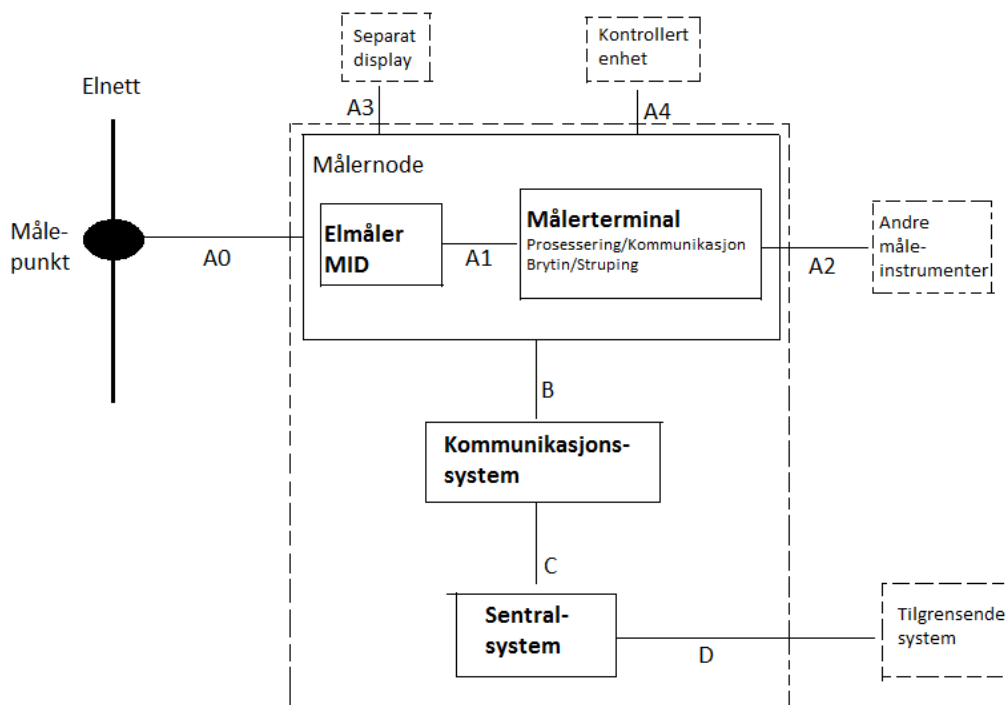 Separat
display
Kontrollert
enhet
Elnett
A3
A4
Målernode
Måle-
punkt
A0
Elmåler
MID
A1
Målerterminal
Prosessering/Kommunikasjon
Brytin/Struping
A2
Andre
måle-
instrumenter
B
Kommunikasjons-
system
C
Sentral-
system
D
Tilgrensende
system